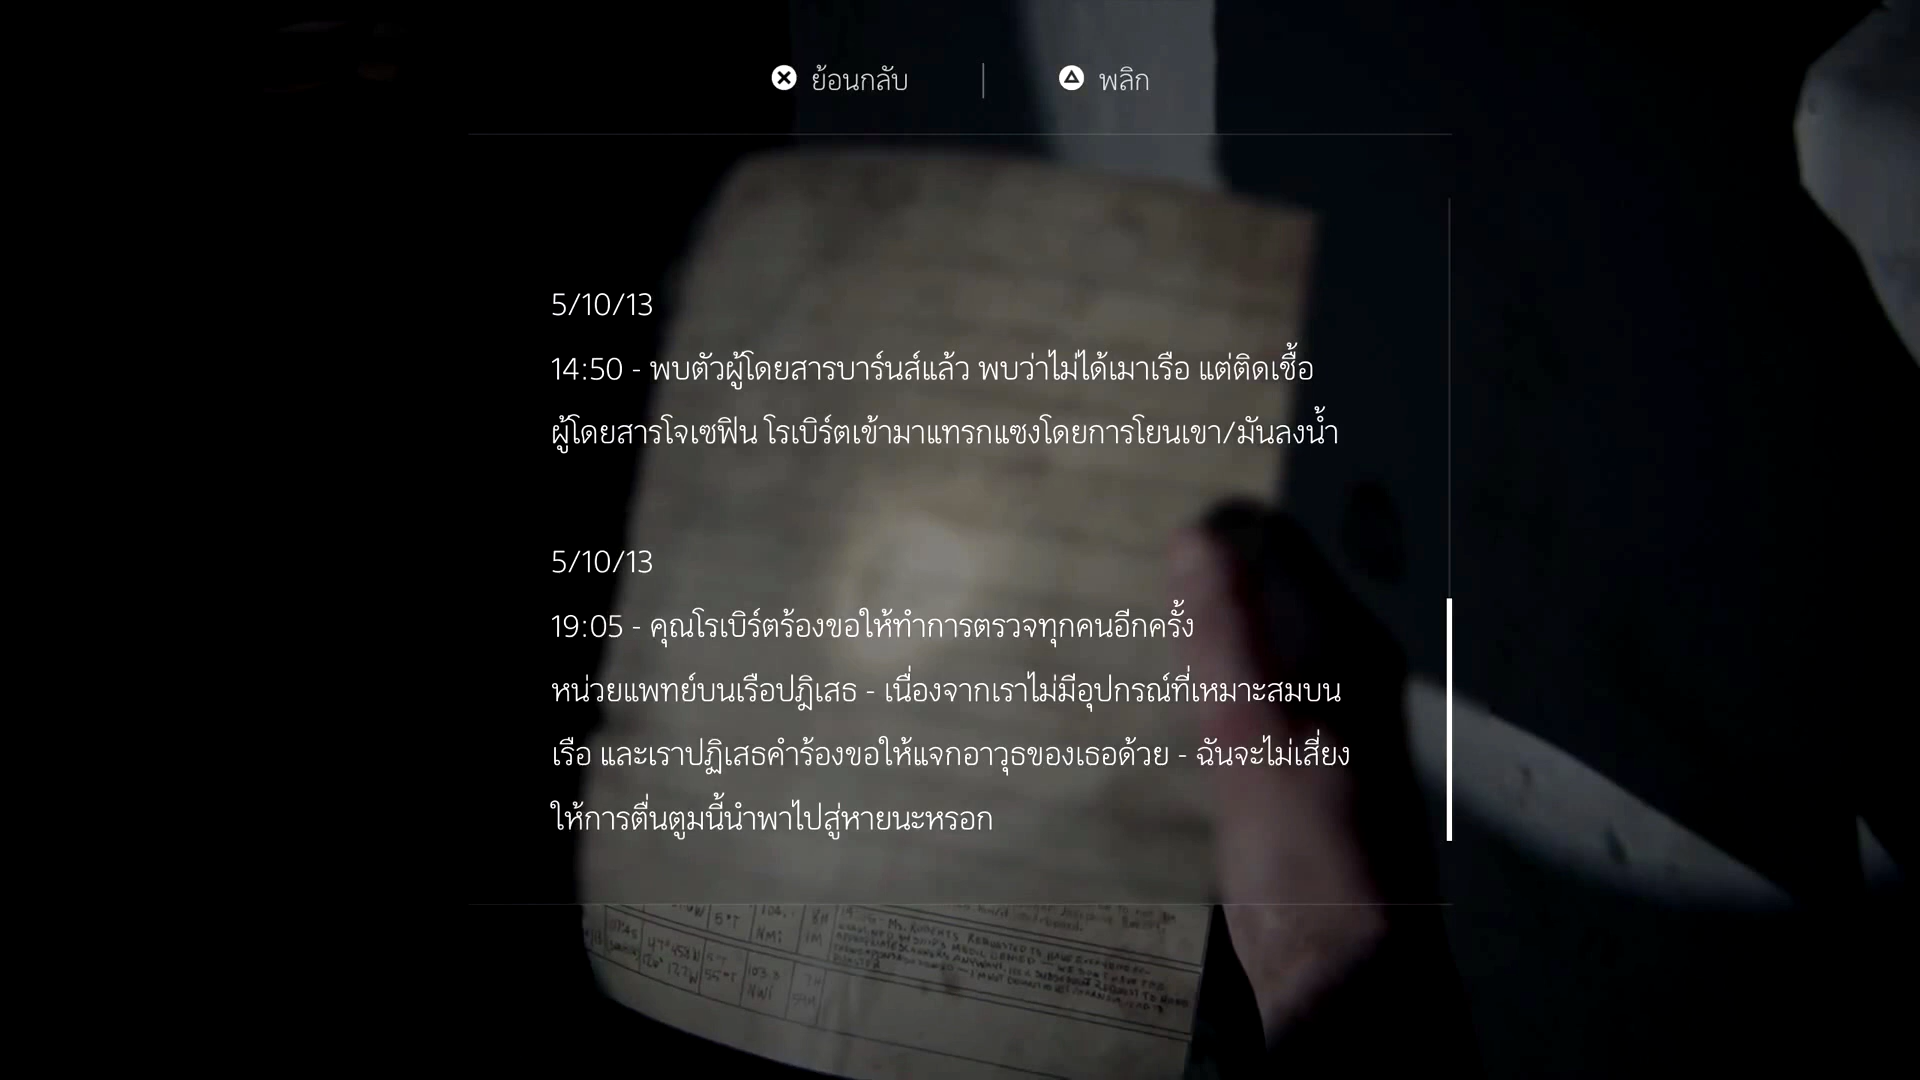 ย้อนกลับ | พลิก
5/10/13
14:50 - พบตัวผู้โดยสารบาร์นส์แล้ว พบว่าไม่ได้เมาเรือ แต่ติดเชื้อ
ผู้โดยสารโจเซฟิน โรเบิร์ตเข้ามาแทรกแซงโดยการโยนเขา/มันลงน้ำ
5/10/13
19:05 - คุณโรเบิร์ตร้องขอให้ทำการตรวจทุกคนอีกครั้ง
หน่วยแพทย์บนเรือปฎิเสธ - เนื่องจากเราไม่มีอุปกรณ์ที่เหมาะสมบน
เรือ และเราปฏิเสธคำร้องขอให้แจกอาวุธของเธอด้วย - ฉันจะไม่เสี่ยง
ให้การตื่นตูมนี้นำพาไปสู่หายนะหรอก